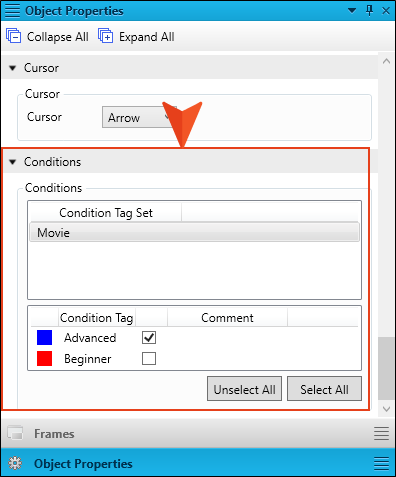 Object Properties
Collapse All Expand All
Cursor
Cursor
Cursor Arrow
Conditions
Conditions
Condition Tag Set
Movie
Condition Tag Comment
Advanced
Beginner
Unselect All Select All
Frames
Object Properties